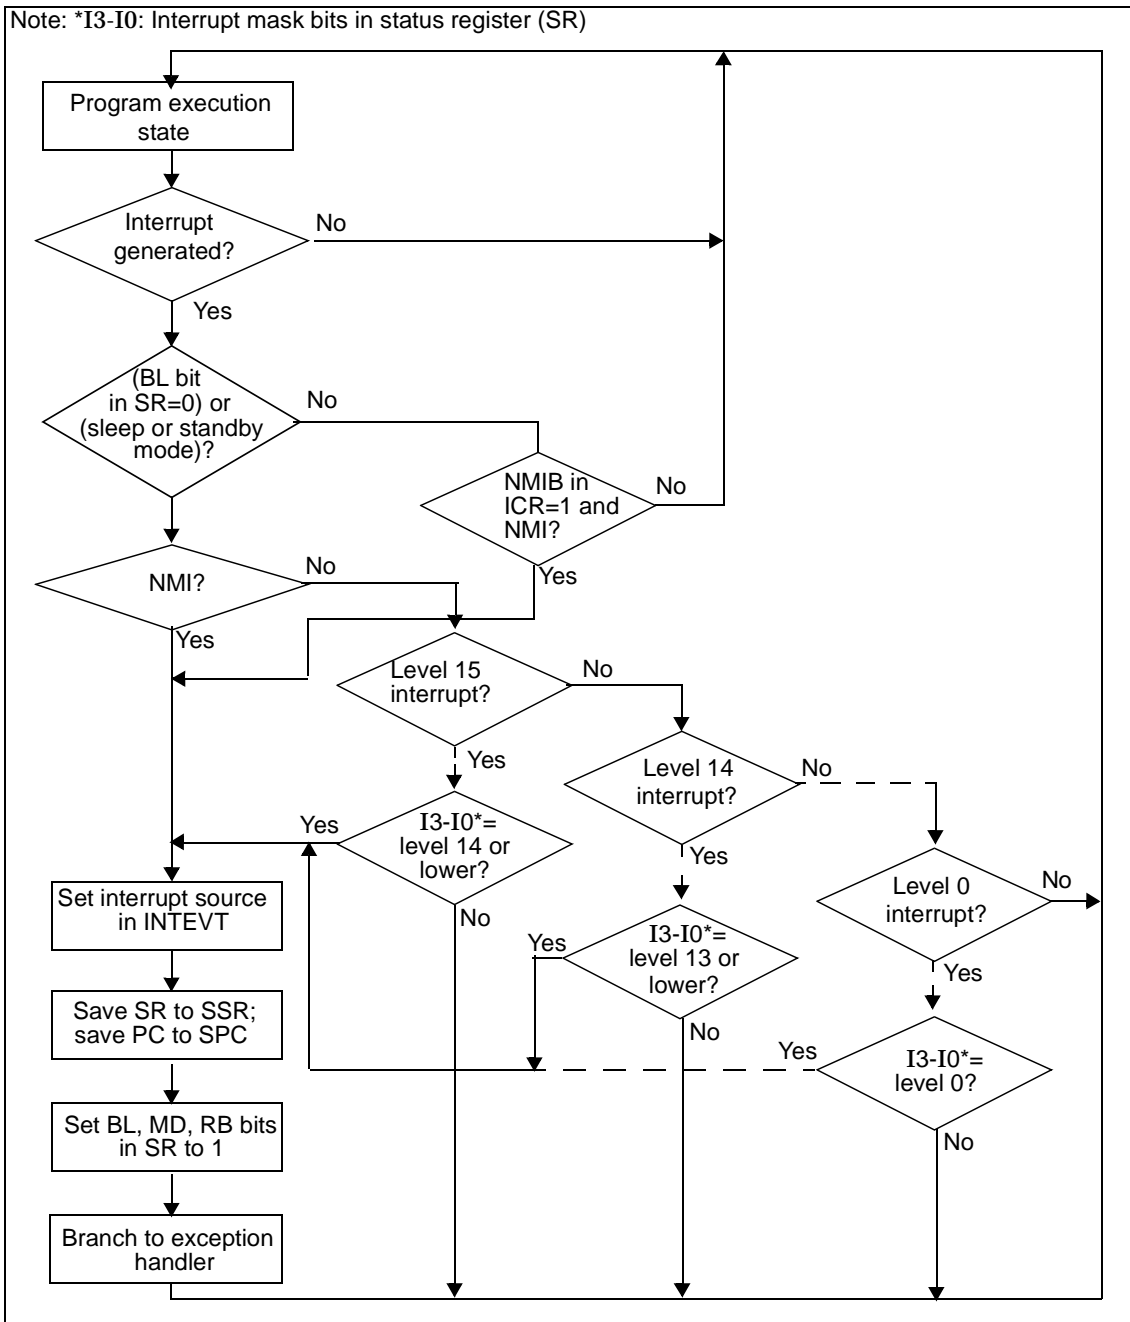 Note: *I3-I0: Interrupt mask bits in status register (SR)
Program execution
state
Interrupt
generated?
No
Yes
(BL bit
in SR=0) or
(sleep or standby
mode)?
No
NMIB in
ICR=1 and
NMI?
No
Yes
NMI?
No
Yes
Level 15
interrupt?
No
Yes
Level 14
interrupt?
No
Yes
I3-I0*=
level 14 or
lower?
Yes
No
Level 0
interrupt?
No
Yes
I3-I0*=
level 13 or
lower?
Yes
No
I3-I0*=
level 0?
Yes
No
Set interrupt source
in INTEVT
Save SR to SSR;
save PC to SPC
Set BL, MD, RB bits
in SR to 1
Branch to exception
handler